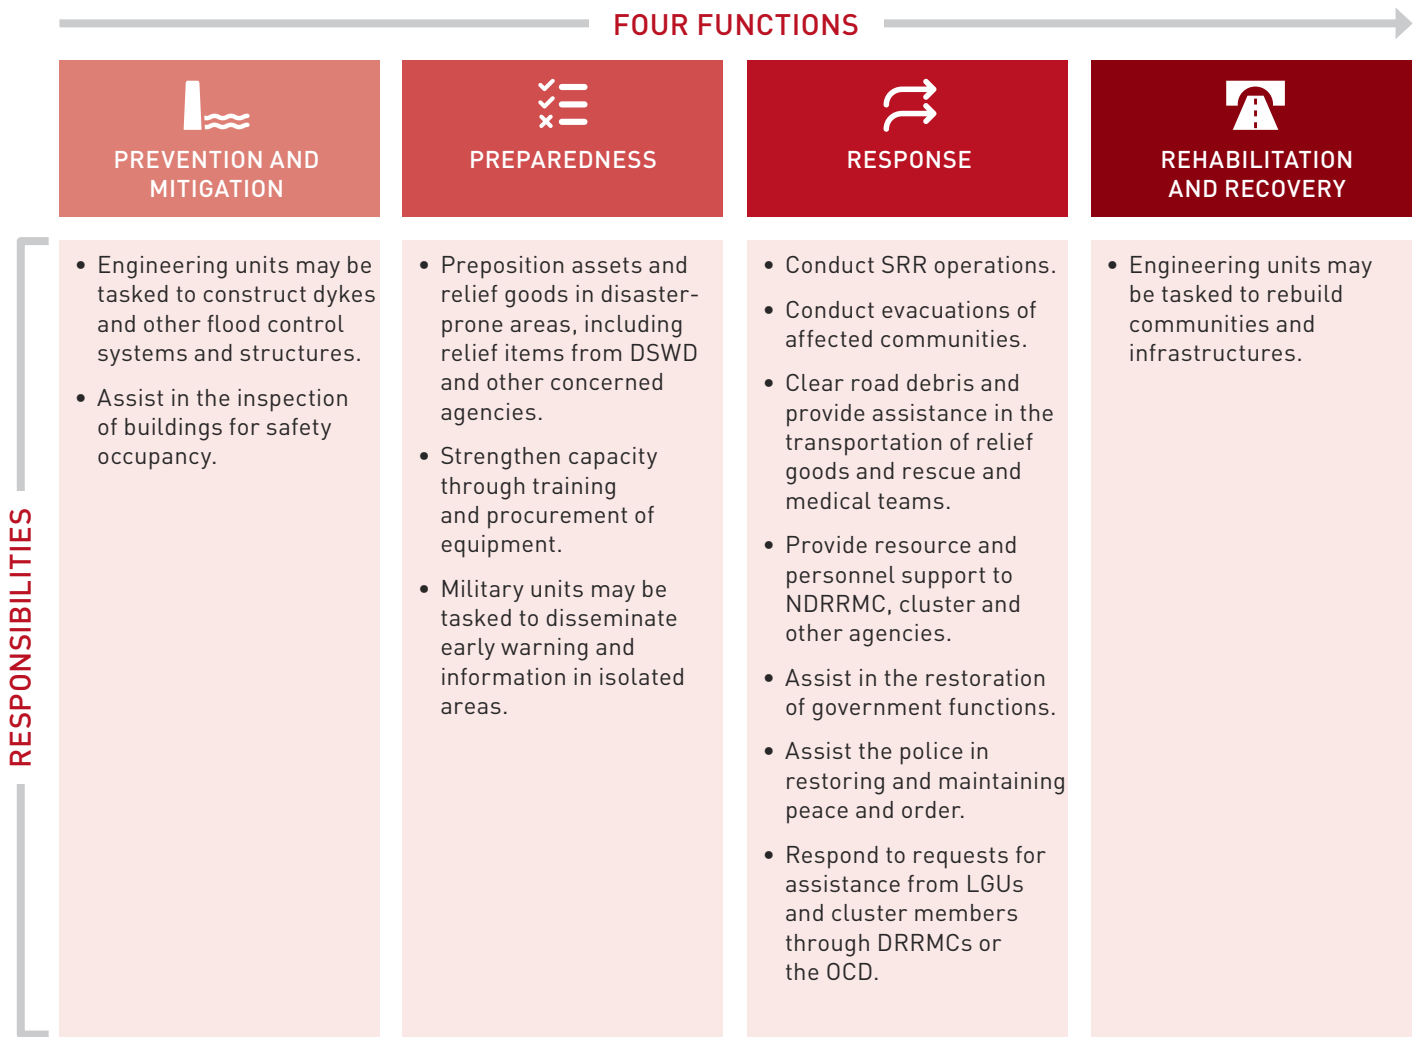 FOUR FUNCTIONS
PREVENTION AND
MITIGATION
PREPAREDNESS
RESPONSE
REHABILITATION
AND RECOVERY
RESPONSIBILITIES
• Engineering units may be
tasked to construct dykes
and other flood control
systems and structures.
• Assist in the inspection
of buildings for safety
occupancy.
• Preposition assets and
relief goods in disaster-
prone areas, including
relief items from DSWD
and other concerned
agencies.
• Strengthen capacity
through training
and procurement of
equipment.
• Military units may be
tasked to disseminate
early warning and
information in isolated
areas.
• Conduct SRR operations.
• Conduct evacuations of
affected communities.
• Clear road debris and
provide assistance in the
transportation of relief
goods and rescue and
medical teams.
• Provide resource and
personnel support to
NDRRMC, cluster and
other agencies.
• Assist in the restoration
of government functions.
• Assist the police in
restoring and maintaining
peace and order.
• Respond to requests for
assistance from LGUs
and cluster members
through DRRMCs or
the OCD.
• Engineering units may
be tasked to rebuild
communities and
infrastructures.